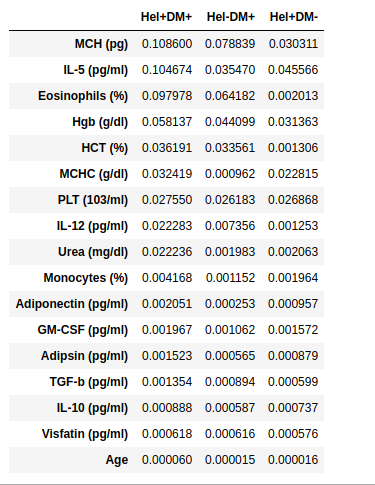 Hel+DM+ Hel-DM+ Hel+DM-
MCH (pg) 0.108600 0.078839 0.030311
IL-5 (pg/ml) 0.104674 0.035470 0.045566
Eosinophils (%) 0.097978 0.064182 0.002013
Hgb (g/dl) 0.058137 0.044099 0.031363
HCT (%) 0.036191 0.033561 0.001306
MCHC (g/dl) 0.032419 0.000962 0.022815
PLT (103/ml) 0.027550 0.026183 0.026868
IL-12 (pg/ml) 0.022283 0.007356 0.001253
Urea (mg/dl) 0.022236 0.001983 0.002063
Monocytes (%) 0.004168 0.001152 0.001964
Adiponectin (pg/ml) 0.002051 0.000253 0.000957
GM-CSF (pg/ml) 0.001967 0.001062 0.001572
Adipsin (pg/ml) 0.001523 0.000565 0.000879
TGF-b (pg/ml) 0.001354 0.000894 0.000599
IL-10 (pg/ml) 0.000888 0.000587 0.000737
Visfatin (pg/ml) 0.000618 0.000616 0.000576
Age 0.000060 0.000015 0.000016